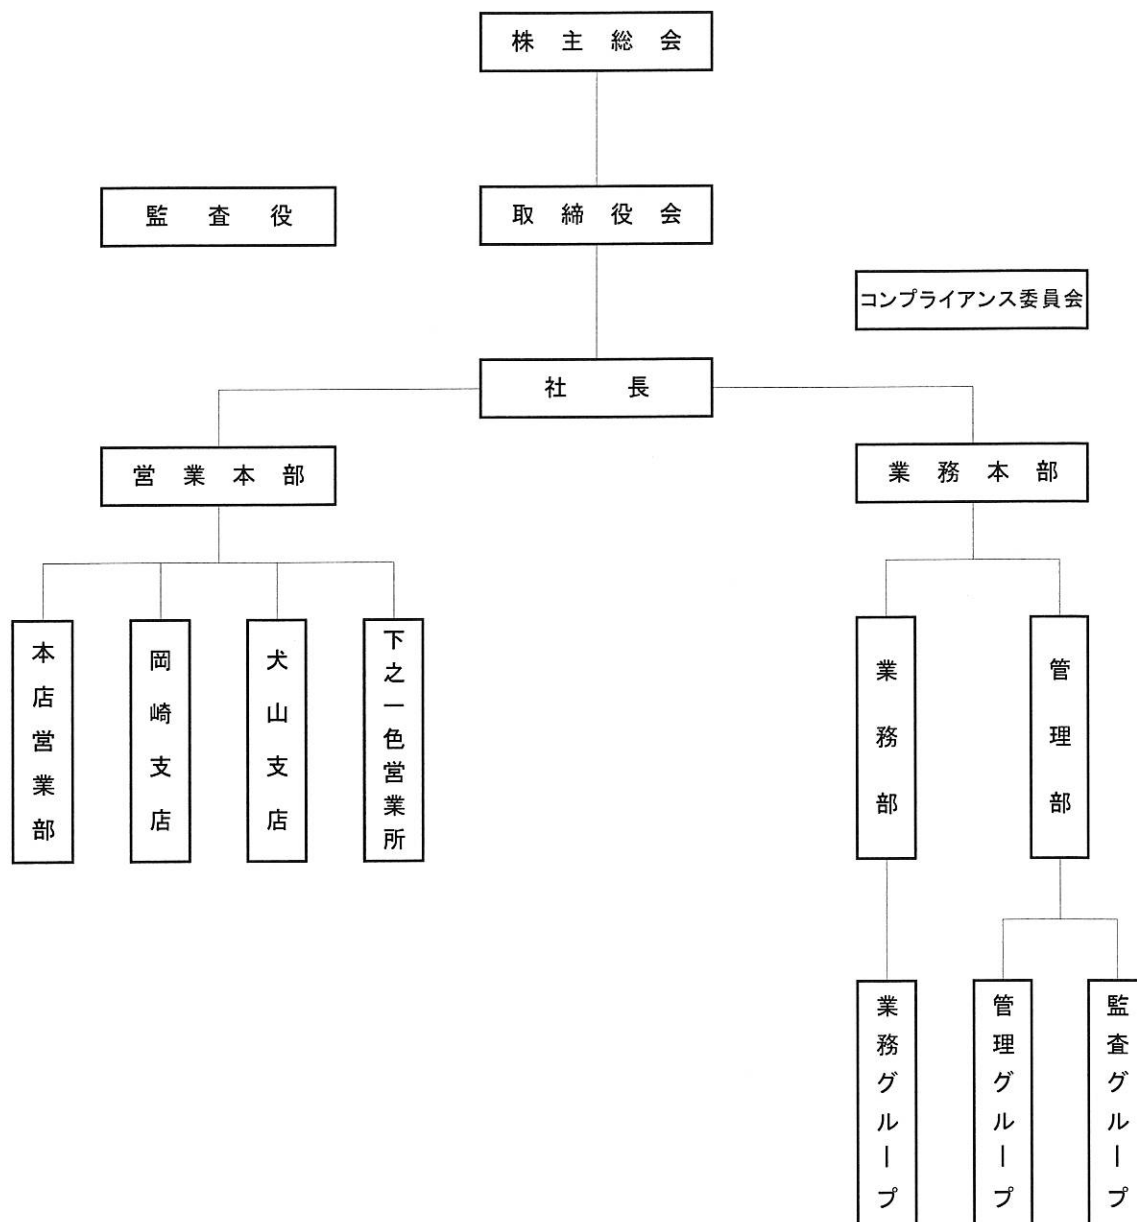 株主総会
監査役
取締役会
コンプライアンス委員会
社長
営業本部
業務本部
本店営業部
岡崎支店
犬山支店
下之一色営業所
業務部
管理部
業務グループ
管理グループ
監査グループ